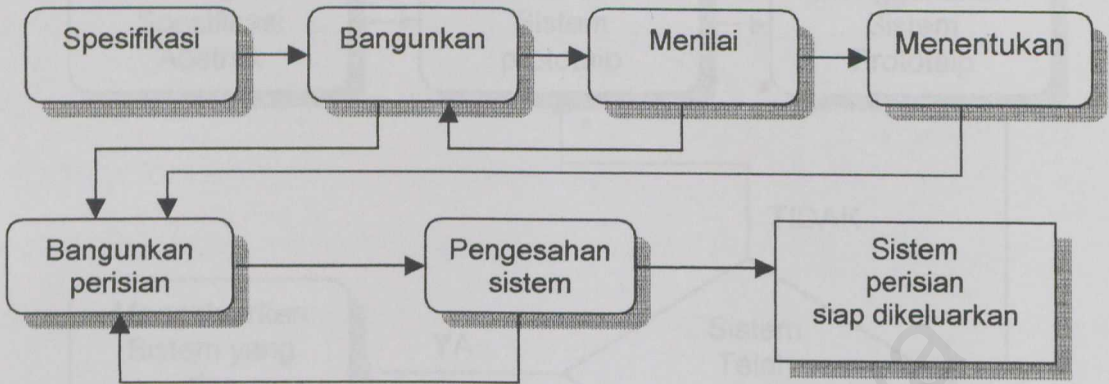 Spesifikasi
Bangunkan
Menilai
Menentukan
Bangunkan
perisian
Pengesahan
sistem
Sistem
perisian
siap dikeluarkan